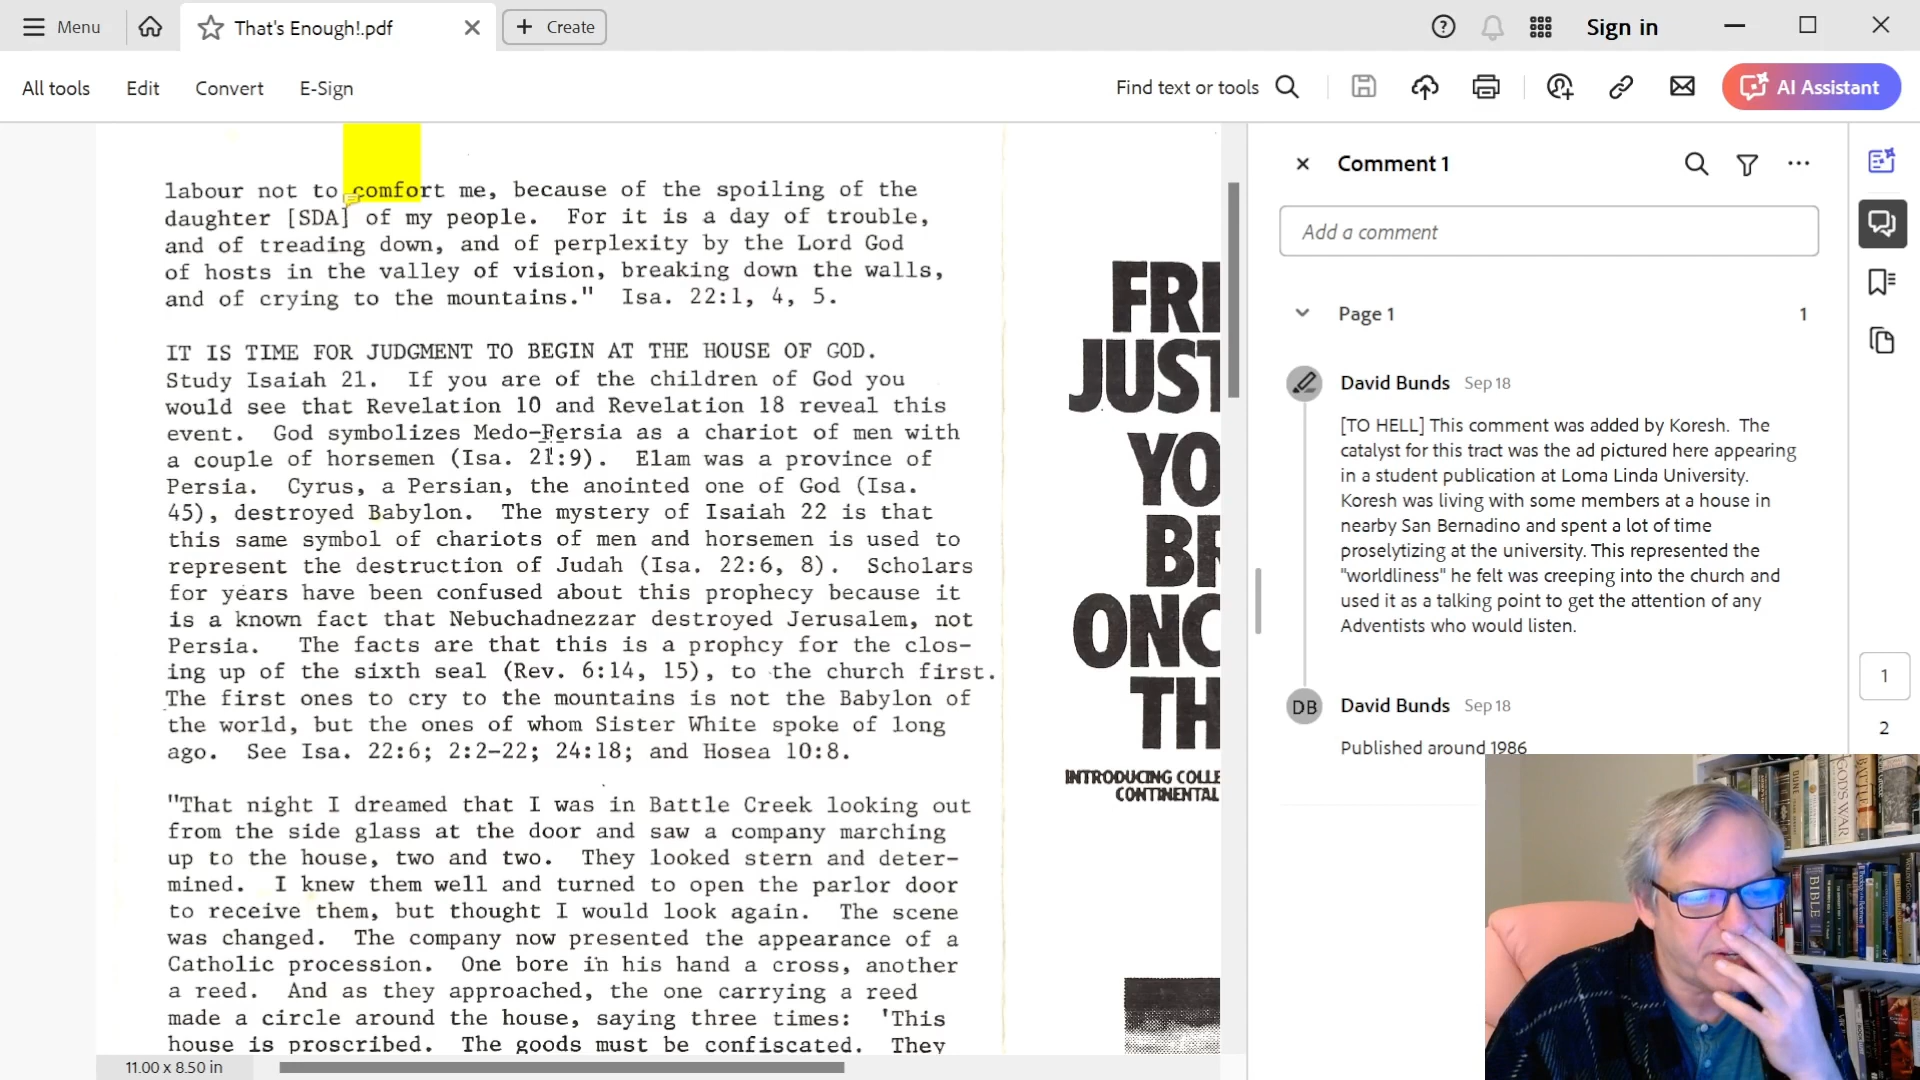 Menu
That's Enough!.pdf
Create
Sign in
All tools
Edit
Convert
E-Sign
Find text or tools
AI Assistant
labour not to comfort me, because of the spoiling of the
daughter [SDA] of my people. For it is a day of trouble,
and of treading down, and of perplexity by the Lord God
of hosts in the valley of vision, breaking down the walls,
and of crying to the mountains." Isa. 22:1, 4, 5.
IT IS TIME FOR JUDGMENT TO BEGIN AT THE HOUSE OF GOD.
Study Isaiah 21. If you are of the children of God you
would see that Revelation 10 and Revelation 18 reveal this
event. God symbolizes Medo-Persia as a chariot of men with
a couple of horsemen (Isa. 21:9). Elam was a province of
Persia. Cyrus, a Persian, the anointed one of God (Isa.
45), destroyed Babylon. The mystery of Isaiah 22 is that
this same symbol of chariots of men and horsemen is used to
represent the destruction of Judah (Isa. 22:6, 8). Scholars
for years have been confused about this prophecy because it
is a known fact that Nebuchadnezzar destroyed Jerusalem, not
Persia. The facts are that this is a prophcy for the clos-
ing up of the sixth seal (Rev. 6:14, 15), to the church first.
The first ones to cry to the mountains is not the Babylon of
the world, but the ones of whom Sister White spoke of long
ago. See Isa. 22:6; 2:2-22; 24:18; and Hosea 10:8.
"That night I dreamed that I was in Battle Creek looking out
from the side glass at the door and saw a company marching
up to the house, two and two. They looked stern and deter-
mined. I knew them well and turned to open the parlor door
to receive them, but thought I would look again. The scene
was changed. The company now presented the appearance of a
Catholic procession. One bore in his hand a cross, another
a reed. And as they approached, the one carrying a reed
made a circle around the house, saying three times: 'This
house is proscribed. The goods must be confiscated. They
11.00 x 8.50 in
FRI
JUST
YO
BR
ONC
TH
INTRODUCING COLLE
CONTINENTAL
Comment 1
Add a comment
Page 1
1
David Bunds Sep 18
[TO HELL] This comment was added by Koresh. The
catalyst for this tract was the ad pictured here appearing
in a student publication at Loma Linda University.
Koresh was living with some members at a house in
nearby San Bernadino and spent a lot of time
proselytizing at the university. This represented the
"worldliness" he felt was creeping into the church and
used it as a talking point to get the attention of any
Adventists who would listen.
DB
David Bunds Sep 18
Published around 1986
1
2
DUNE
BATTLE
GOD'S WAR
BIBLE